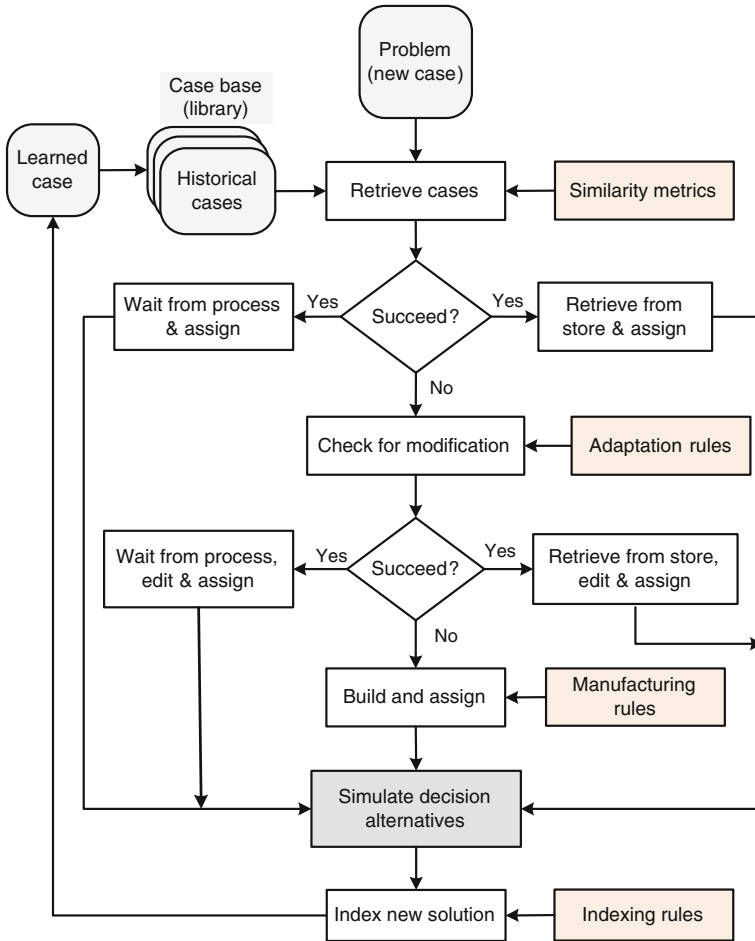 Problem
(new case)
Case base
(library)
Learned
case
Historical
cases
Retrieve cases
Similarity metrics
Wait from process
& assign
Yes
Succeed?
Yes
Retrieve from
store & assign
No
Check for modification
Adaptation rules
Wait from process,
edit & assign
Yes
Succeed?
Yes
Retrieve from store,
edit & assign
No
Build and assign
Manufacturing
rules
Simulate decision
alternatives
Index new solution
Indexing rules